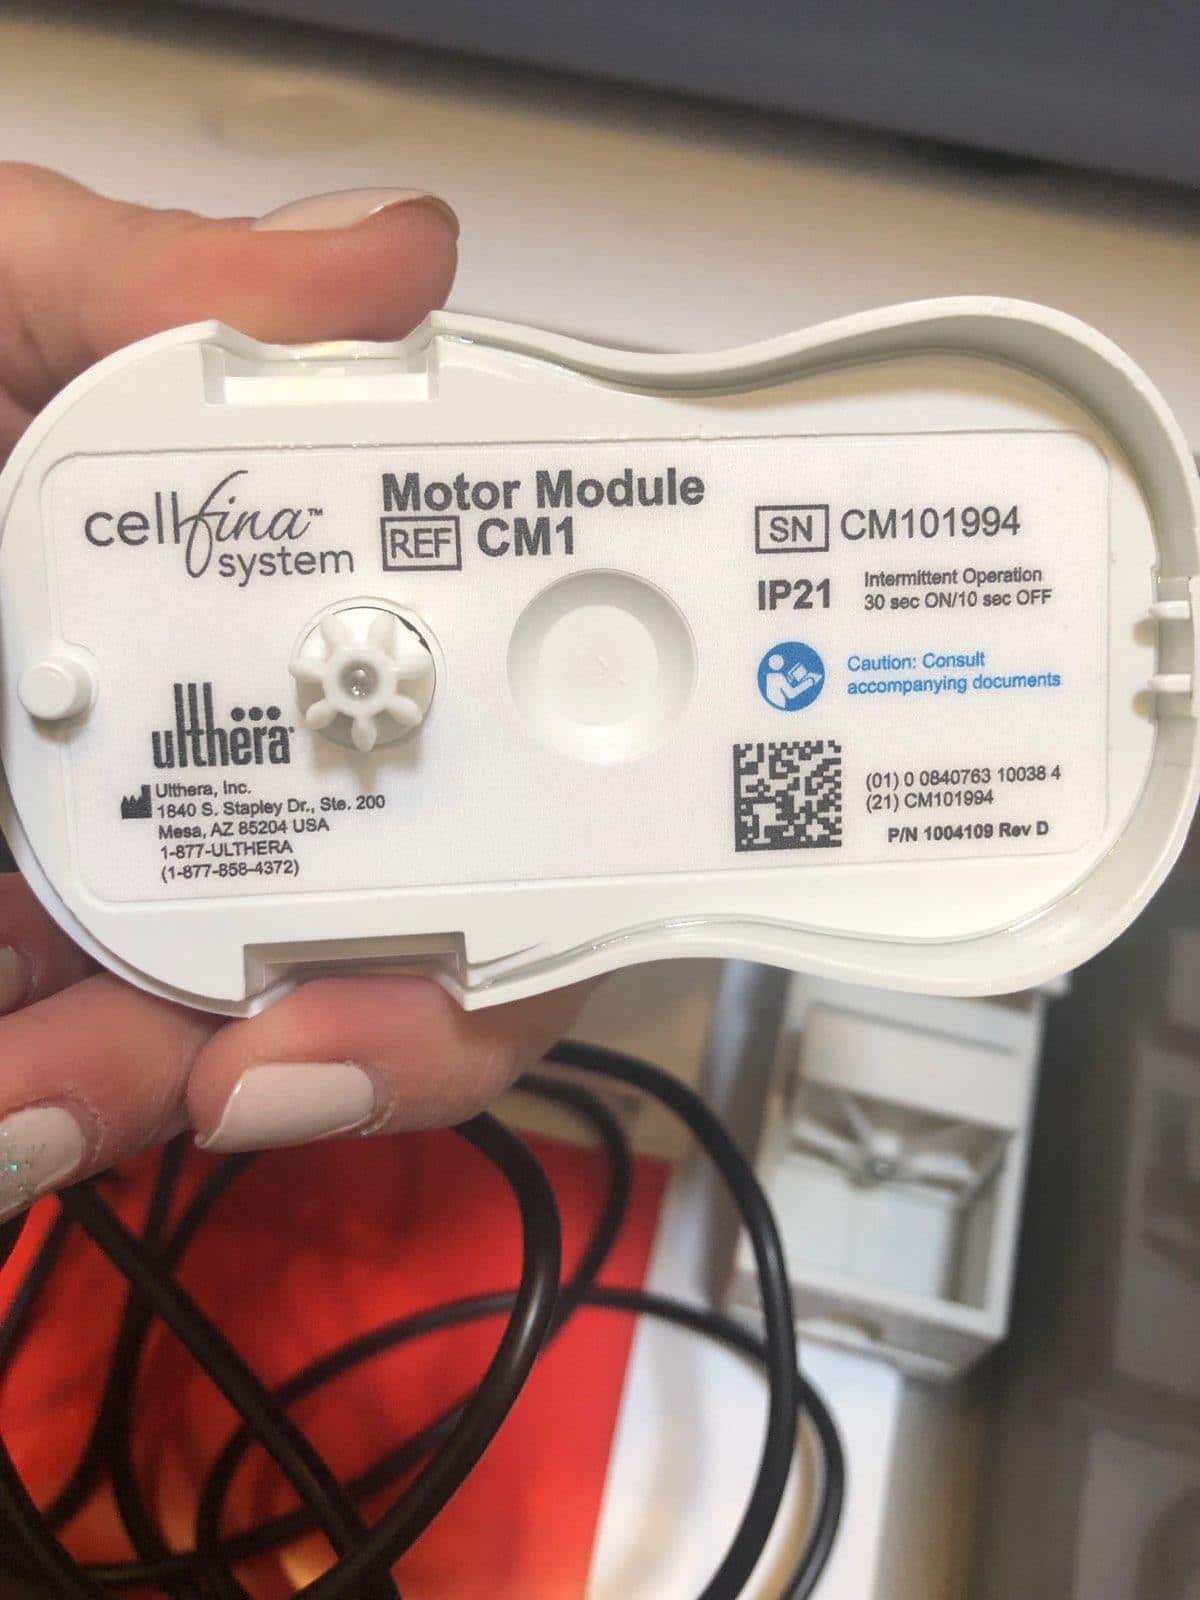 cellfina™
system
Motor Module
REF CM1
SN CM101994
IP21
Intermittent Operation
30 sec ON/10 sec OFF
Caution: Consult
accompanying documents
ulthera®
Ulthera, Inc.
1840 S. Stapley Dr., Ste. 200
Mesa, AZ 85204 USA
1-877-ULTHERA
(1-877-858-4372)
(01) 0 0840763 10038 4
(21) CM101994
P/N 1004109 Rev D